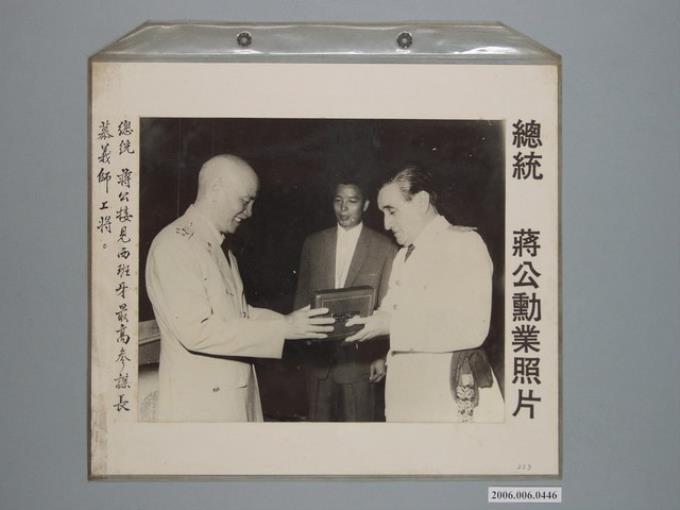 總統　蔣公勳業照片
總統　蔣公接見西班牙最高參謀長
慕義師上將。
223
2006.006.0446